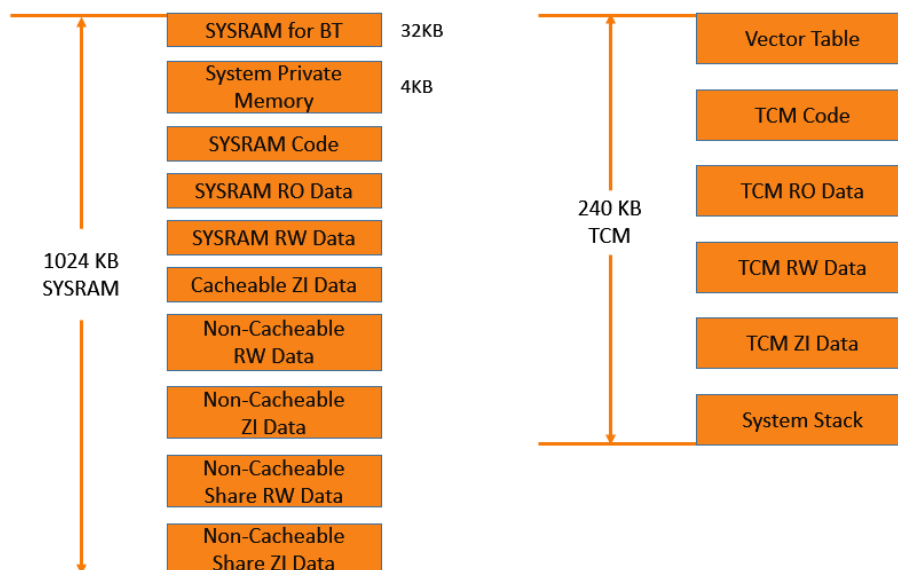 SYSRAM for BT
32KB
System Private
Memory
4KB
SYSRAM Code
SYSRAM RO Data
SYSRAM RW Data
1024 KB
SYSRAM
Cacheable ZI Data
Non-Cacheable
RW Data
Non-Cacheable
ZI Data
Non-Cacheable
Share RW Data
Non-Cacheable
Share ZI Data
Vector Table
TCM Code
TCM RO Data
240 KB
TCM
TCM RW Data
TCM ZI Data
System Stack